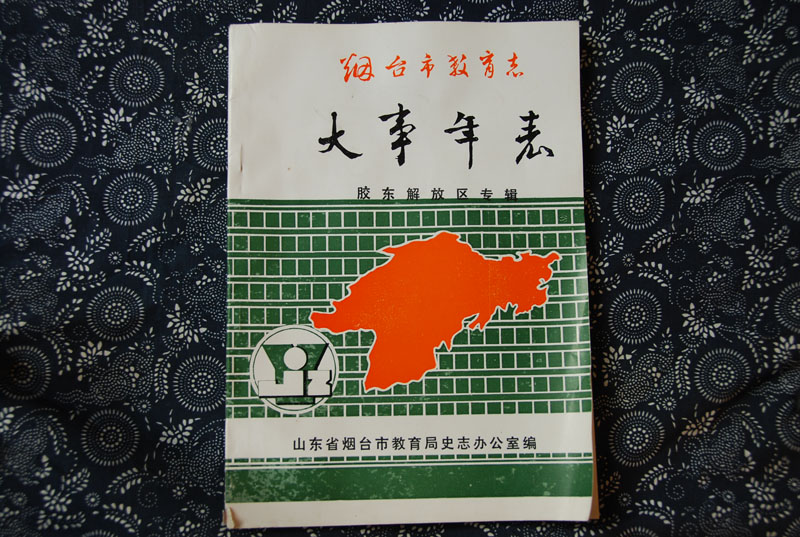 烟台市教育志
大事年表
胶东解放区专辑
山东省烟台市教育局史志办公室编